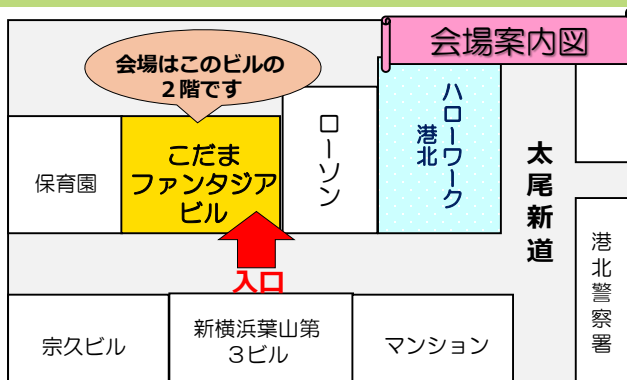 会場案内図
会場はこのビルの
２階です
保育園
こだま
ファンタジア
ビル
ローソン
ハローワーク
港北
太尾新道
港北警察署
入口
宗久ビル
新横浜葉山第
３ビル
マンション